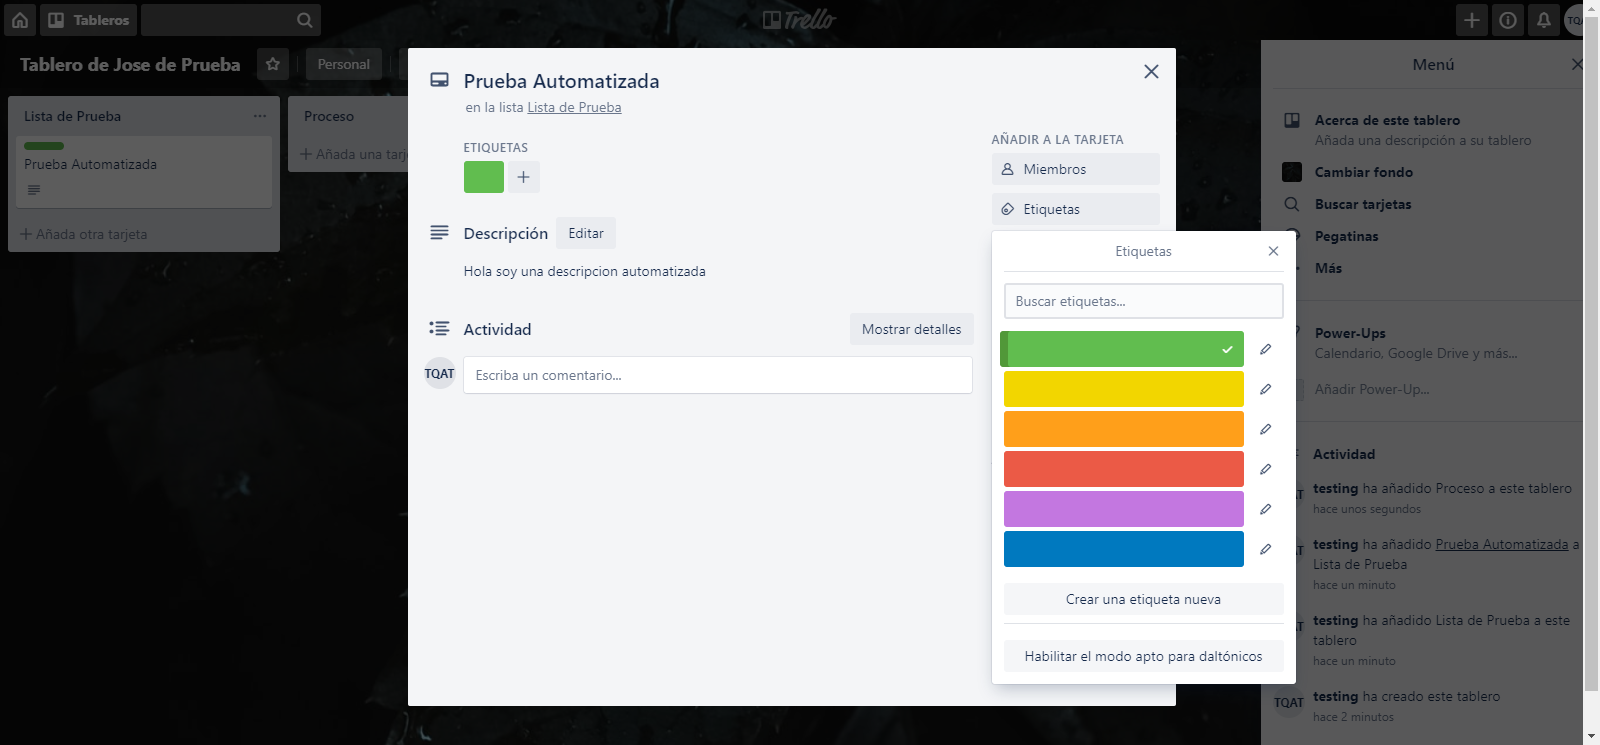 Tableros
Trello
Tablero de Jose de Prueba
Personal
Lista de Prueba
Prueba Automatizada
+ Añada otra tarjeta
Proceso
+ Añada una tarj
Prueba Automatizada
en la lista Lista de Prueba
ETIQUETAS
Descripción
Editar
Hola soy una descripcion automatizada
Actividad
Mostrar detalles
TQAT
Escriba un comentario...
AÑADIR A LA TARJETA
Miembros
Etiquetas
Etiquetas
Buscar etiquetas...
Crear una etiqueta nueva
Habilitar el modo apto para daltónicos
Menú
Acerca de este tablero
Añada una descripción a su tablero
Cambiar fondo
Buscar tarjetas
Pegatinas
Más
Power-Ups
Calendario, Google Drive y más...
Añadir Power-Up...
Actividad
testing ha añadido Proceso a este tablero
hace unos segundos
testing ha añadido Prueba Automatizada a
Lista de Prueba
hace un minuto
testing ha añadido Lista de Prueba a este
tablero
hace un minuto
TQAT
testing ha creado este tablero
hace 2 minutos